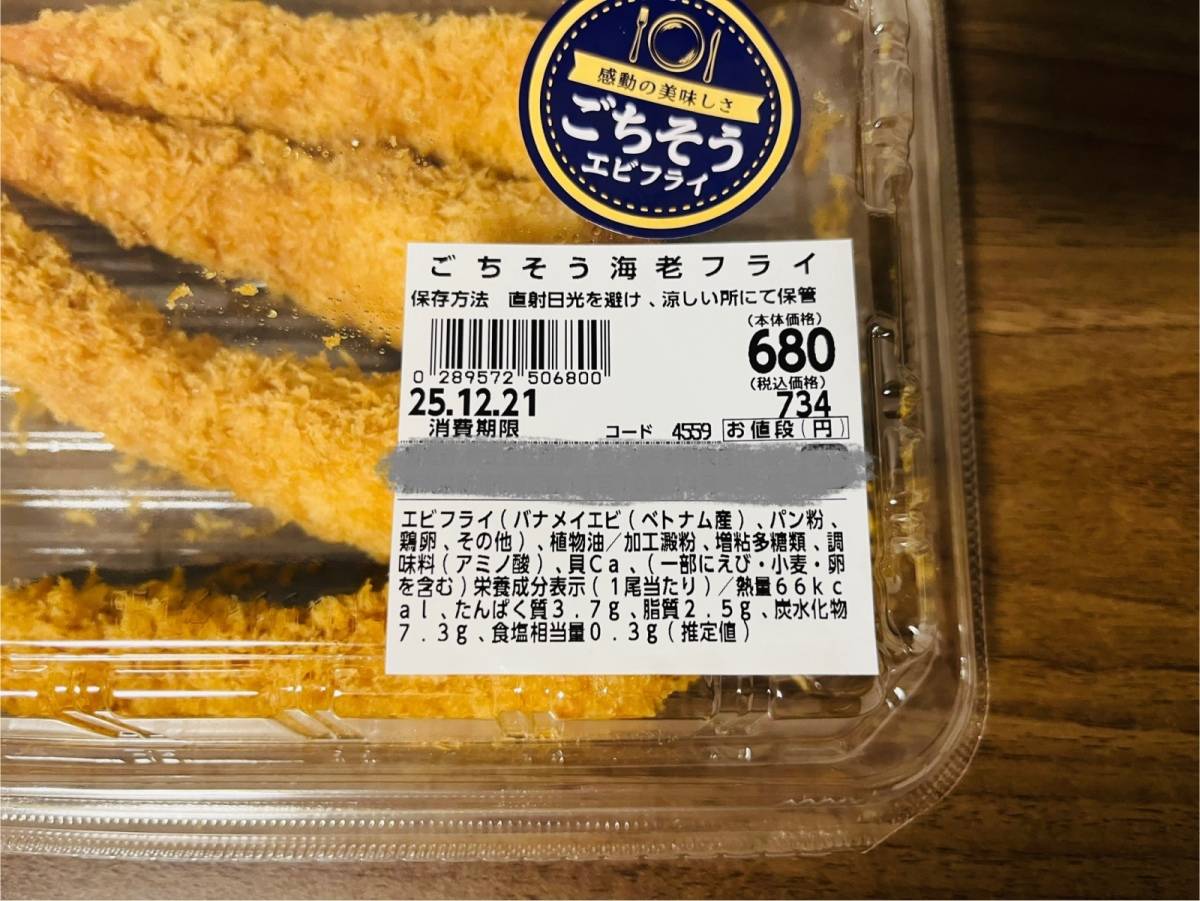 感動の美味しさ
ごちそう
エビフライ
ごちそう海老フライ
保存方法 直射日光を避け、涼しい所にて保管
(本体価格)
680
(税込価格)
734
0 289572 506800
25.12.21
消費期限
コード 4559 お値段(円)
エビフライ(バナメイエビ(ベトナム産)、パン粉、
鶏卵、その他)、植物油/加工澱粉、増粘多糖類、調
味料(アミノ酸)、貝Ca、(一部にえび・小麦・卵
を含む)栄養成分表示(1尾当たり)/熱量66kc
al、たんぱく質3.7g、脂質2.5g、炭水化物
7.3g、食塩相当量0.3g(推定値)